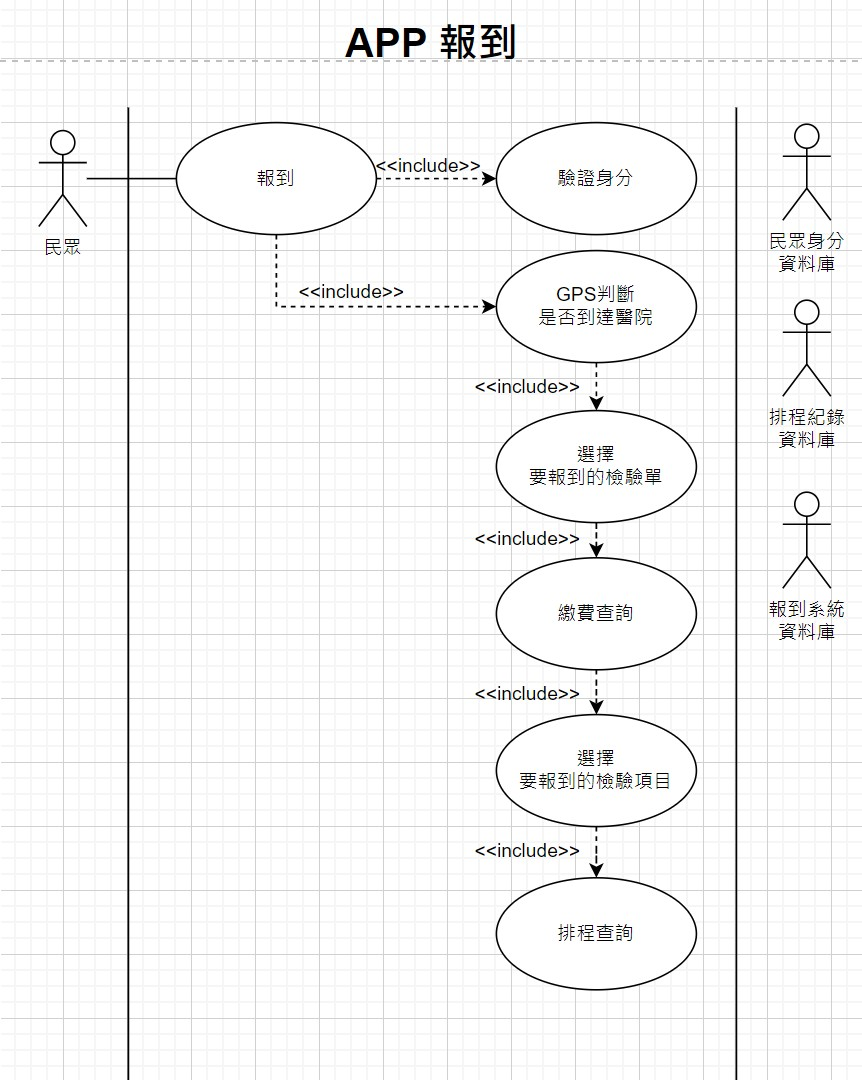 APP 報到
民眾
報到
<<include>>
驗證身分
<<include>>
GPS判斷
是否到達醫院
<<include>>
選擇
要報到的檢驗單
<<include>>
繳費查詢
<<include>>
選擇
要報到的檢驗項目
<<include>>
排程查詢
民眾身分
資料庫
排程紀錄
資料庫
報到系統
資料庫